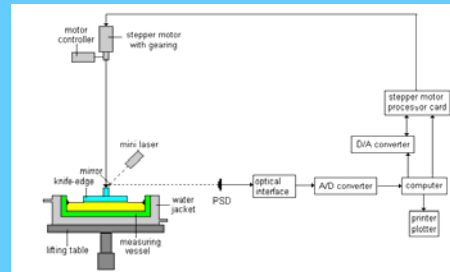 motor
controller
stepper motor
with gearing
stepper motor
processor card
mini laser
D/A converter
mirror
knife-edge
water
jacket
PSD
optical
interface
A/D converter
computer
printer
plotter
lifting table
measuring
vessel